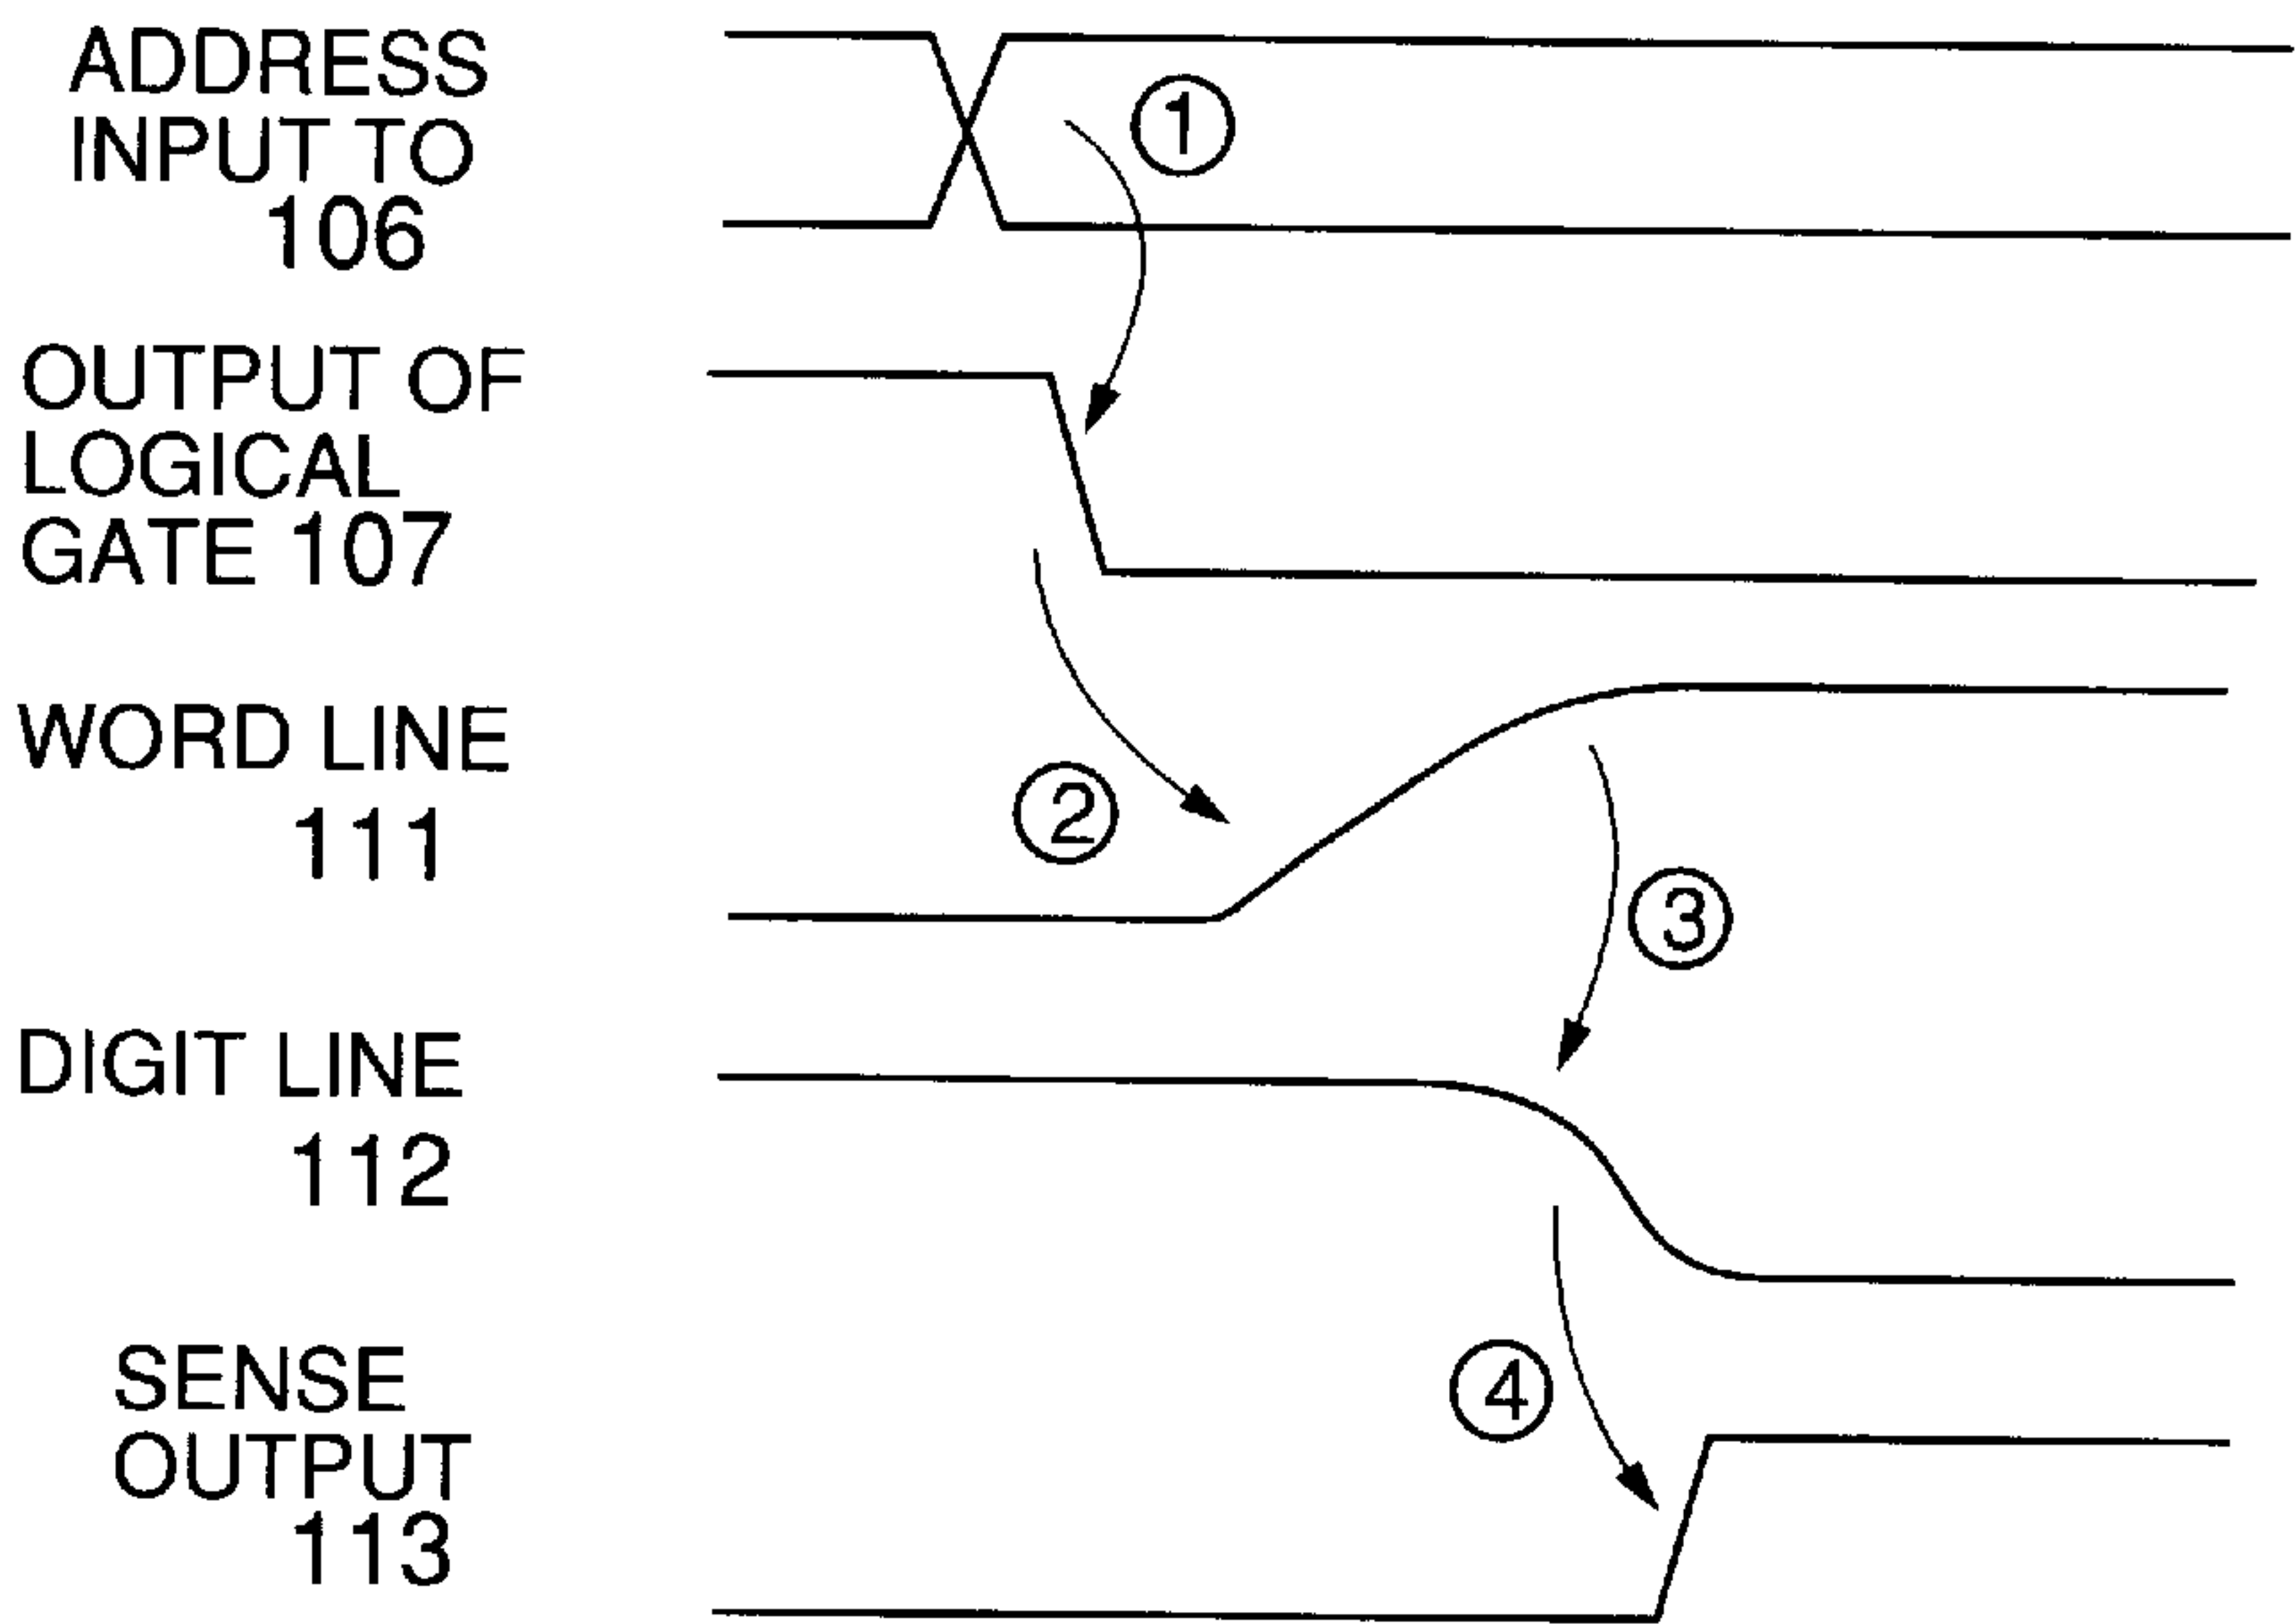 ADDRESS
INPUT TO
106
①
OUTPUT OF
LOGICAL
GATE 107
WORD LINE
111
②
③
DIGIT LINE
112
SENSE
OUTPUT
113
④